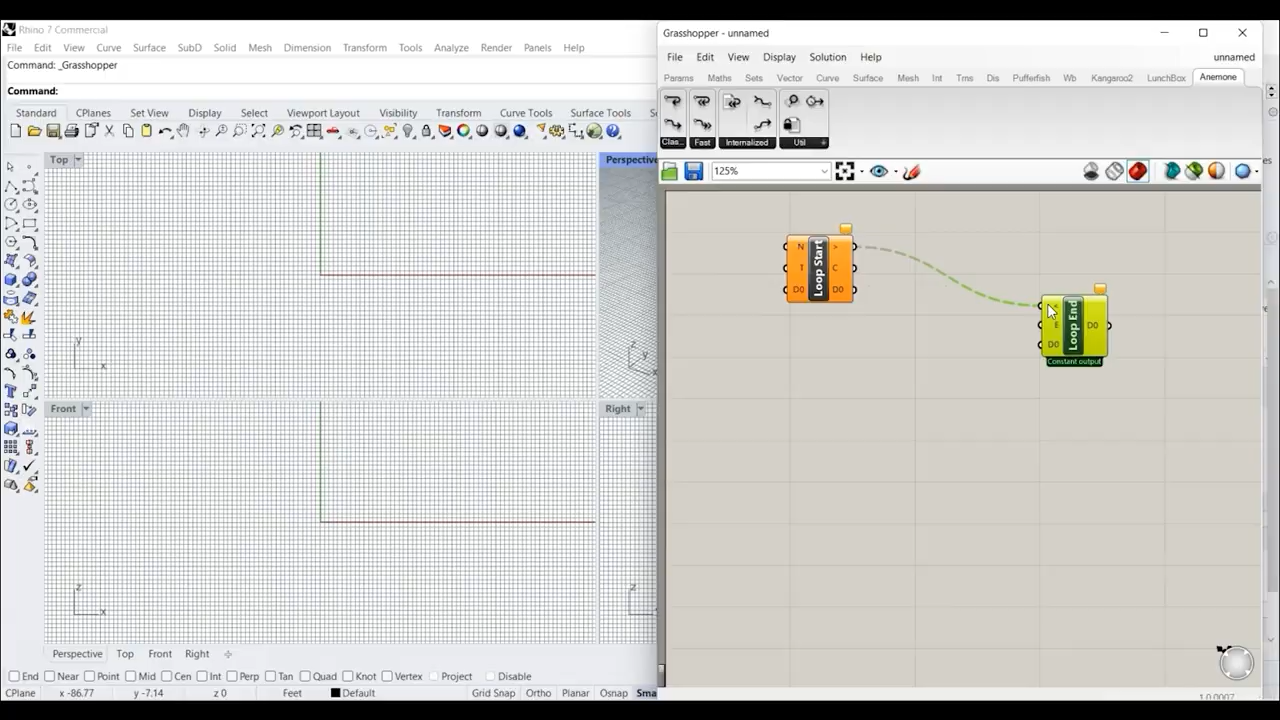 Rhino 7 Commercial
File Edit View Curve Surface SubD Solid Mesh Dimension Transform Tools Analyze Render Panels Help
Command: _Grasshopper
Command:
Standard CPlanes Set View Display Select Viewport Layout Visibility Transform Curve Tools Surface Tools
Top
Perspective
y
x
z
y
x
Front
Right
z
x
z
Perspective Top Front Right
End Near Point Mid Cen Int Perp Tan Quad Knot Vertex Project Disable
CPlane x -86.77 y -7.14 z 0 Feet Default Grid Snap Ortho Planar Osnap Sma
Grasshopper - unnamed
File Edit View Display Solution Help unnamed
Params Maths Sets Vector Curve Surface Mesh Int Trns Dis Pufferfish Wb Kangaroo2 LunchBox Anemone
Clas... Fast Internalized Util
125%
N >
T C
D0 D0
Loop Start
<
E D0
D0
Loop End
Constant output
1.0.0007